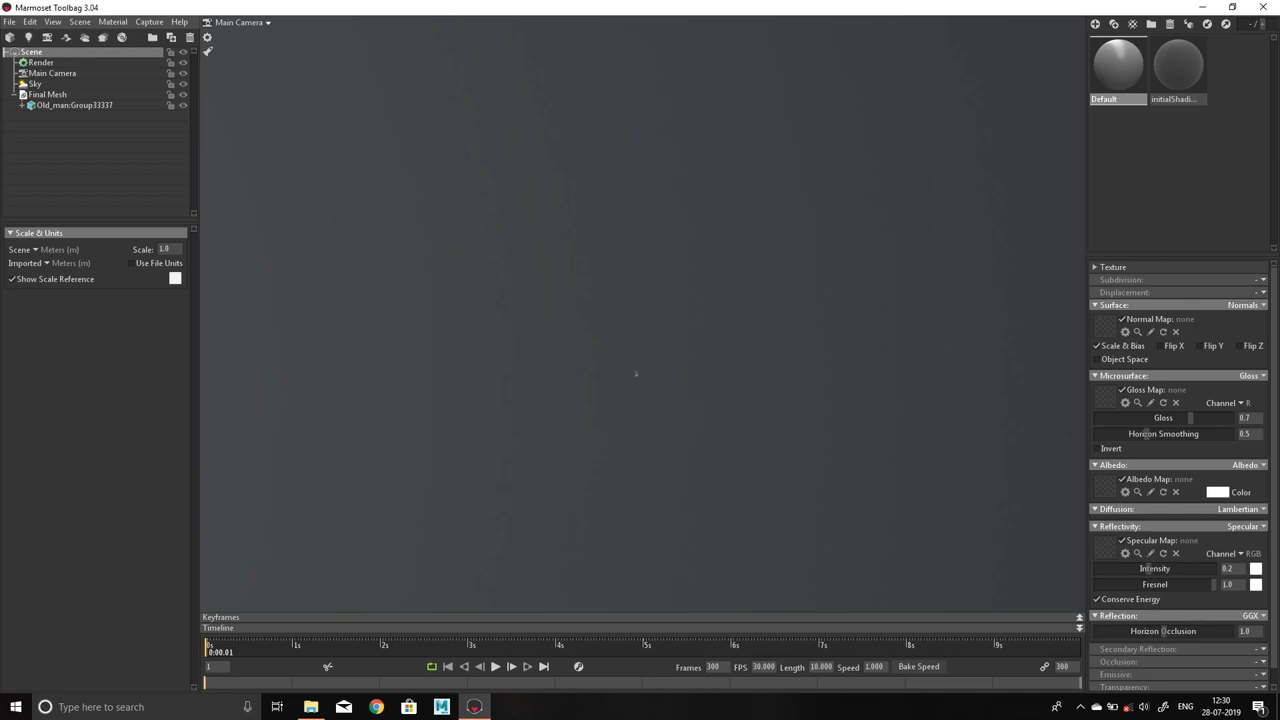 Marmoset Toolbag 3.04
File Edit View Scene Material Capture Help
Main Camera
Scene
Render
Main Camera
Sky
Final Mesh
Old_man:Group33337
Scale & Units
Scene Meters (m) Scale: 1.0
Imported Meters (m) Use File Units
Show Scale Reference
Keyframes
Timeline
0s 1s 2s 3s 4s 5s 6s 7s 8s 9s
0:00.01
1 Frames 300 FPS 30.000 Length 10.000 Speed 1.000 Bake Speed 300
- /
Default initialShadi...
Texture
Subdivision: -
Displacement: -
Surface: Normals
Normal Map: none
Scale & Bias Flip X Flip Y Flip Z
Object Space
Microsurface: Gloss
Gloss Map: none
Channel R
Gloss 0.7
Horizon Smoothing 0.5
Invert
Albedo: Albedo
Albedo Map: none
Color
Diffusion: Lambertian
Reflectivity: Specular
Specular Map: none
Channel RGB
Intensity 0.2
Fresnel 1.0
Conserve Energy
Reflection: GGX
Horizon Occlusion 1.0
Secondary Reflection: -
Occlusion: -
Emissive: -
Transparency: -
Type here to search
ENG
12:30
28-07-2019